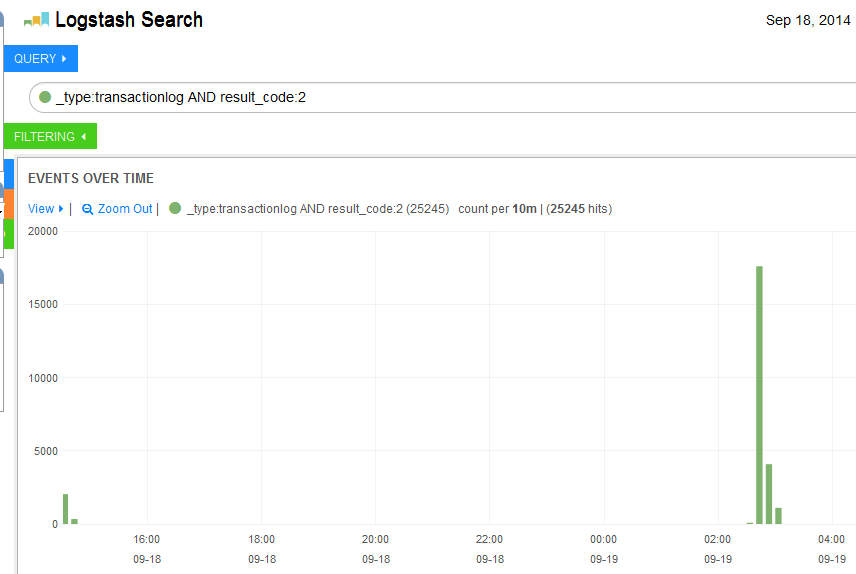 Logstash Search
Sep 18, 2014
QUERY
_type:transactionlog AND result_code:2
FILTERING
EVENTS OVER TIME
View | Zoom Out | _type:transactionlog AND result_code:2 (25245) count per 10m | (25245 hits)
20000
15000
10000
5000
0
16:00 18:00 20:00 22:00 00:00 02:00 04:00
09-18 09-18 09-18 09-18 09-19 09-19 09-19